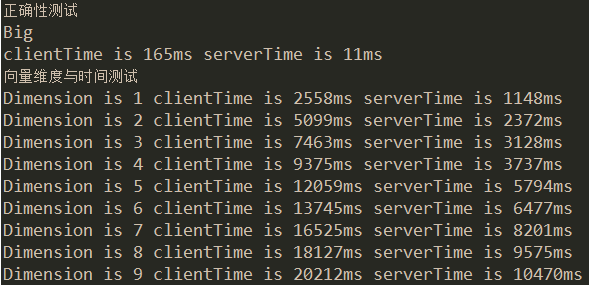 正确性测试
Big
clientTime is 165ms serverTime is 11ms
向量维度与时间测试
Dimension is 1 clientTime is 2558ms serverTime is 1148ms
Dimension is 2 clientTime is 5099ms serverTime is 2372ms
Dimension is 3 clientTime is 7463ms serverTime is 3128ms
Dimension is 4 clientTime is 9375ms serverTime is 3737ms
Dimension is 5 clientTime is 12059ms serverTime is 5794ms
Dimension is 6 clientTime is 13745ms serverTime is 6477ms
Dimension is 7 clientTime is 16525ms serverTime is 8201ms
Dimension is 8 clientTime is 18127ms serverTime is 9575ms
Dimension is 9 clientTime is 20212ms serverTime is 10470ms